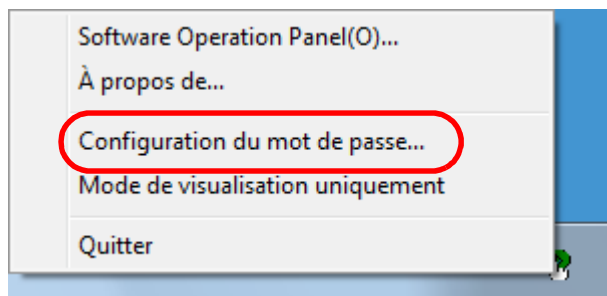 Software Operation Panel(O)...
À propos de...
Configuration du mot de passe...
Mode de visualisation uniquement
Quitter